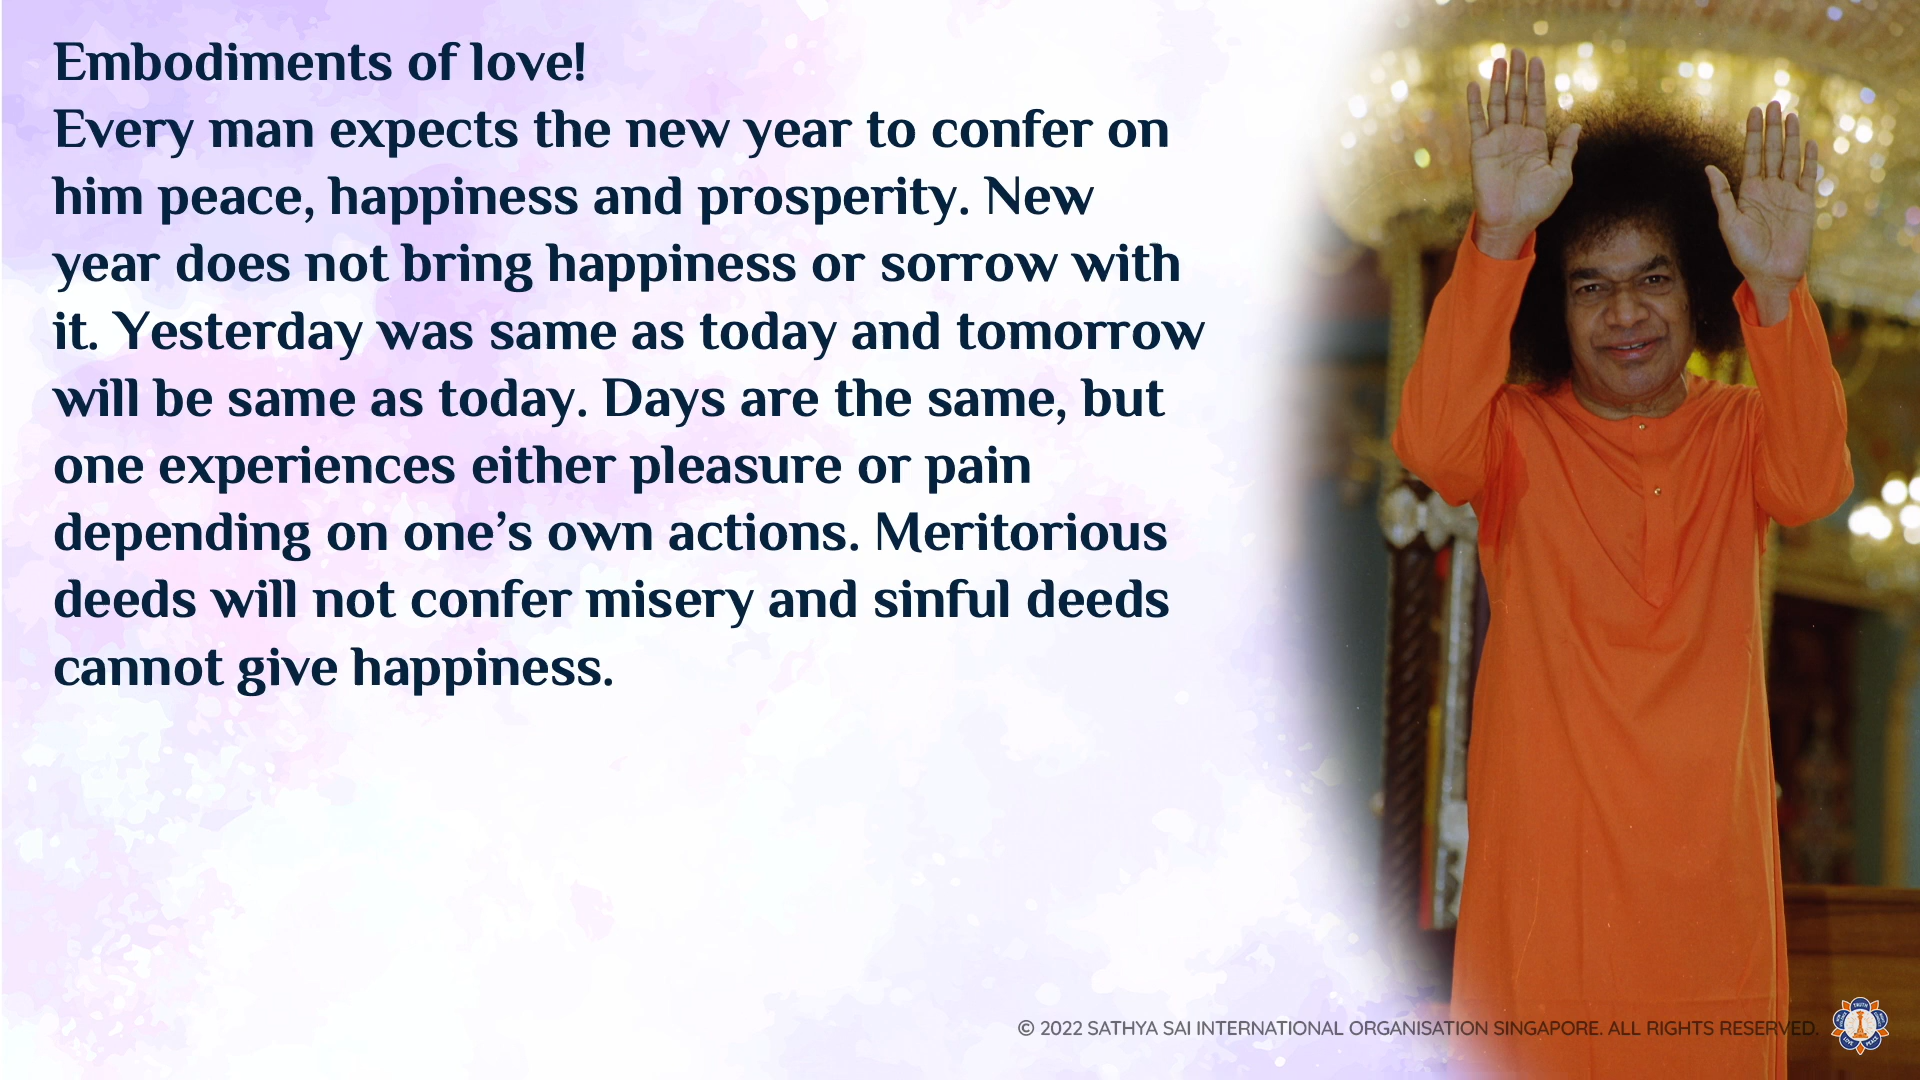 Embodiments of love!
Every man expects the new year to confer on
him peace, happiness and prosperity. New
year does not bring happiness or sorrow with
it. Yesterday was same as today and tomorrow
will be same as today. Days are the same, but
one experiences either pleasure or pain
depending on one’s own actions. Meritorious
deeds will not confer misery and sinful deeds
cannot give happiness.
© 2022 SATHYA SAI INTERNATIONAL ORGANISATION SINGAPORE. ALL RIGHTS RESERVED.
TRUTH
LOVE
PEACE